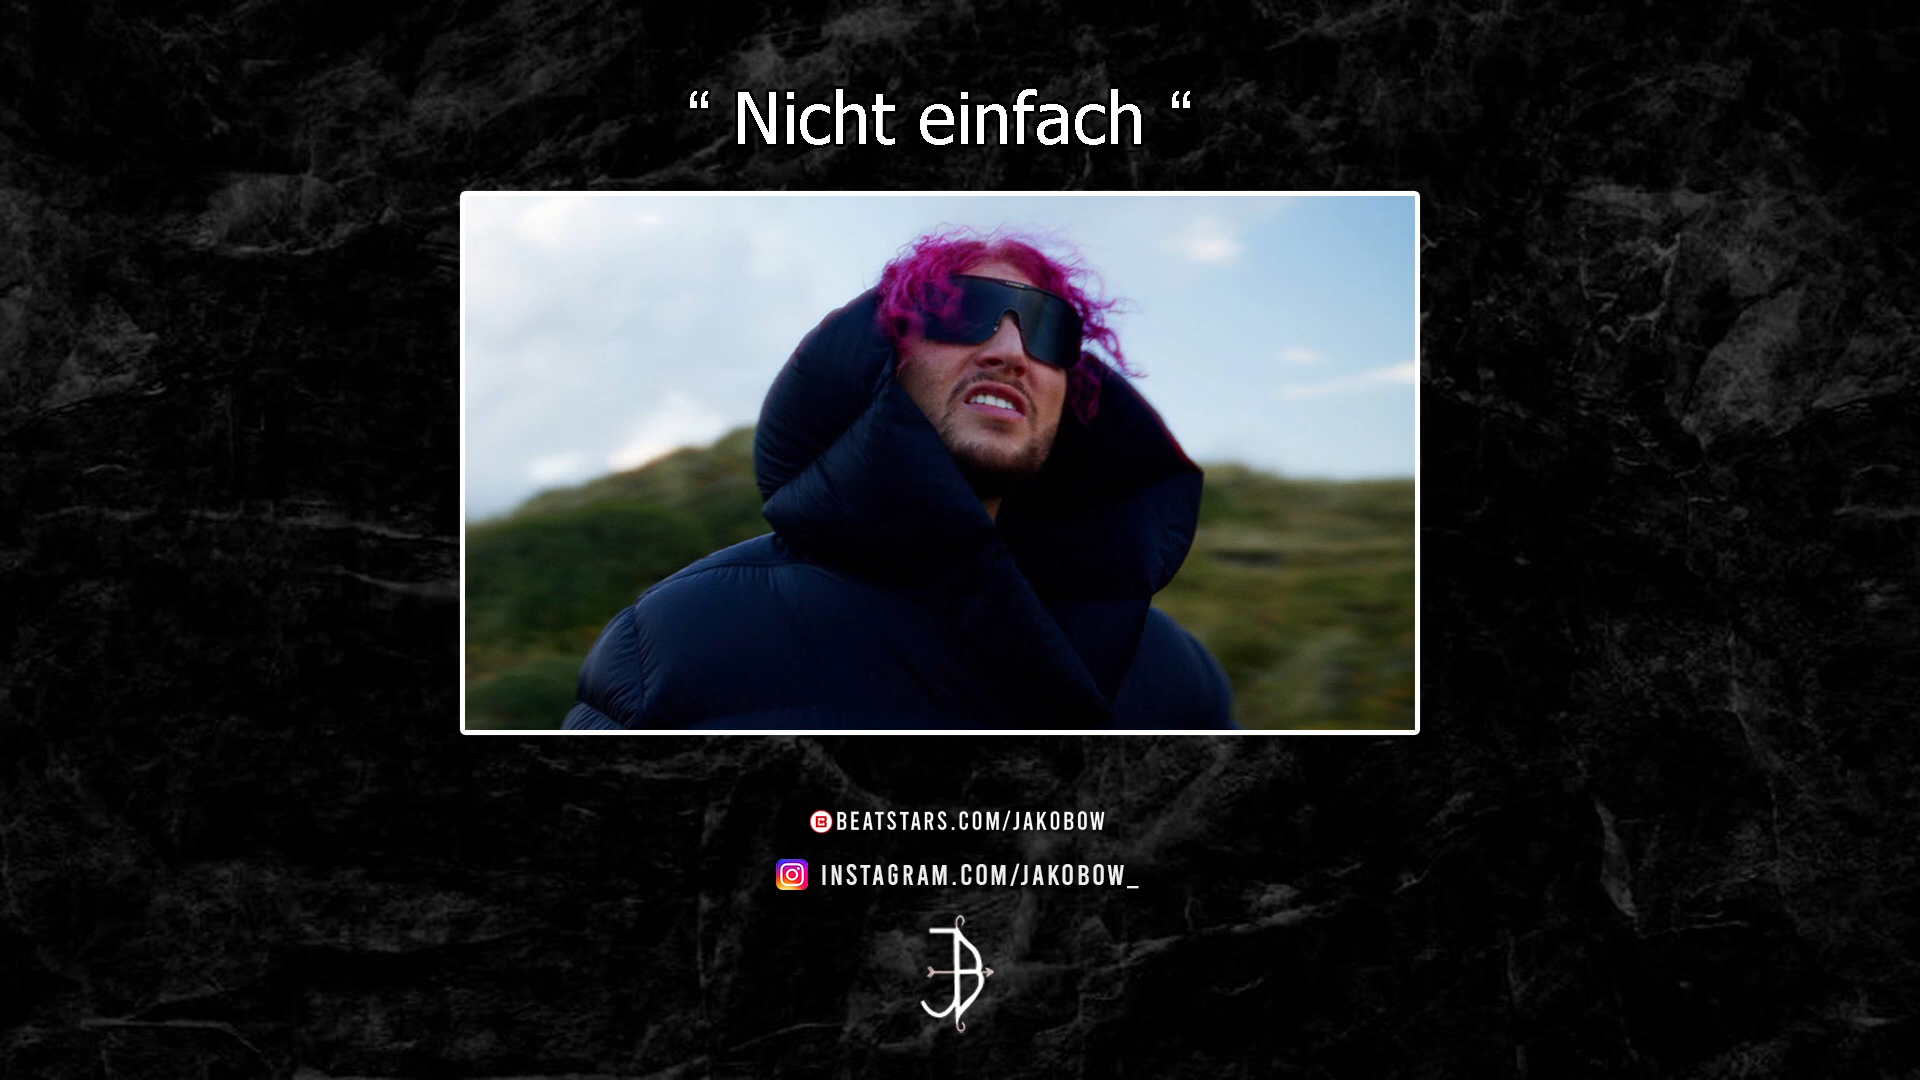 “ Nicht einfach “
BEATSTARS.COM/JAKOBOW
INSTAGRAM.COM/JAKOBOW_